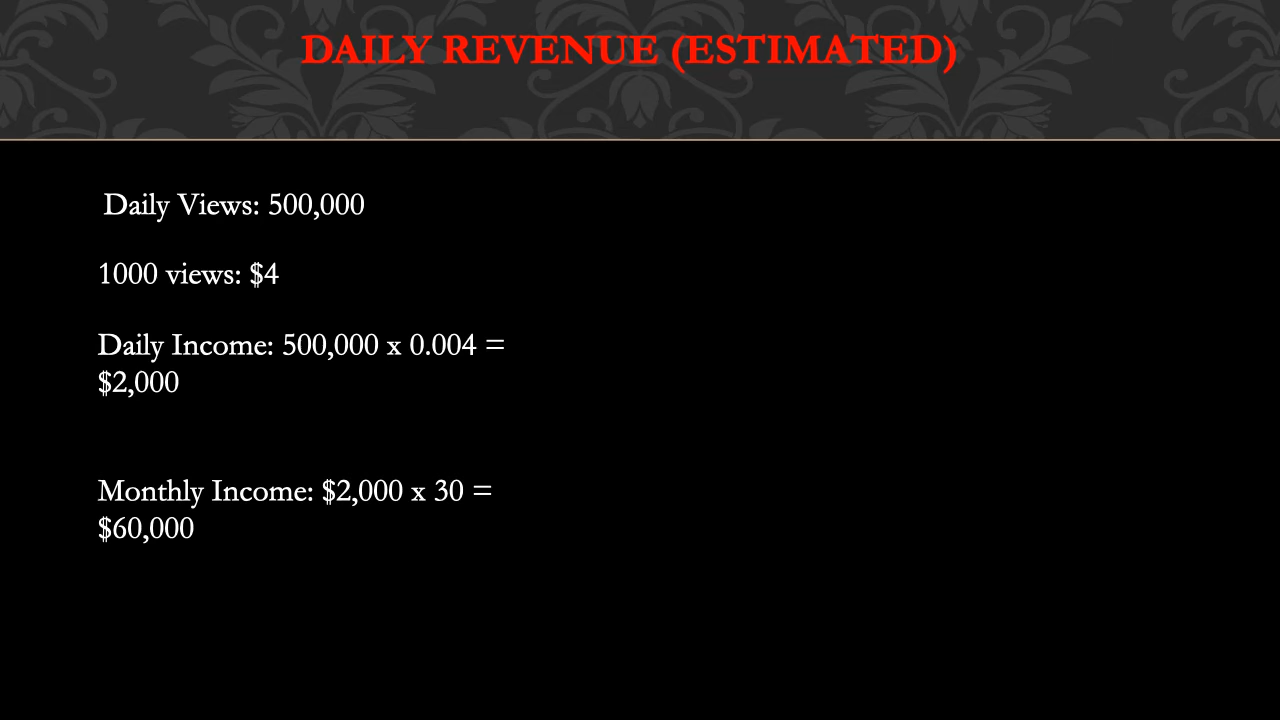 DAILY REVENUE (ESTIMATED)
Daily Views: 500,000
1000 views: $4
Daily Income: 500,000 x 0.004 =
$2,000
Monthly Income: $2,000 x 30 =
$60,000